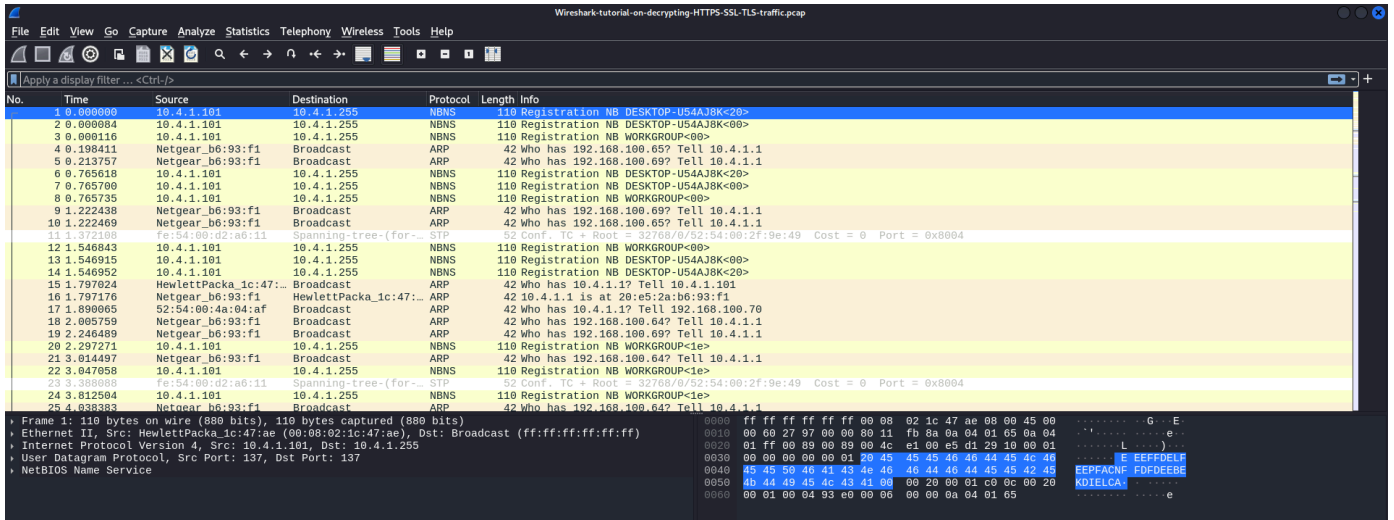 Wireshark-tutorial-on-decrypting-HTTPS-SSL-TLS-traffic.pcap
File Edit View Go Capture Analyze Statistics Telephony Wireless Tools Help
Apply a display filter ... <Ctrl-/>
No. Time Source Destination Protocol Length Info
1 0.000000 10.4.1.101 10.4.1.255 NBNS 110 Registration NB DESKTOP-U54AJ8K<20>
2 0.000084 10.4.1.101 10.4.1.255 NBNS 110 Registration NB DESKTOP-U54AJ8K<00>
3 0.000116 10.4.1.101 10.4.1.255 NBNS 110 Registration NB WORKGROUP<00>
4 0.198411 Netgear_b6:93:f1 Broadcast ARP 42 Who has 192.168.100.65? Tell 10.4.1.1
5 0.213757 Netgear_b6:93:f1 Broadcast ARP 42 Who has 192.168.100.69? Tell 10.4.1.1
6 0.765618 10.4.1.101 10.4.1.255 NBNS 110 Registration NB DESKTOP-U54AJ8K<20>
7 0.765700 10.4.1.101 10.4.1.255 NBNS 110 Registration NB DESKTOP-U54AJ8K<00>
8 0.765735 10.4.1.101 10.4.1.255 NBNS 110 Registration NB WORKGROUP<00>
9 1.222438 Netgear_b6:93:f1 Broadcast ARP 42 Who has 192.168.100.69? Tell 10.4.1.1
10 1.222469 Netgear_b6:93:f1 Broadcast ARP 42 Who has 192.168.100.65? Tell 10.4.1.1
11 1.372108 fe:54:00:d2:a6:11 Spanning-tree-(for-… STP 52 Conf. TC + Root = 32768/0/52:54:00:2f:9e:49 Cost = 0 Port = 0x8004
12 1.546843 10.4.1.101 10.4.1.255 NBNS 110 Registration NB WORKGROUP<00>
13 1.546915 10.4.1.101 10.4.1.255 NBNS 110 Registration NB DESKTOP-U54AJ8K<00>
14 1.546952 10.4.1.101 10.4.1.255 NBNS 110 Registration NB DESKTOP-U54AJ8K<20>
15 1.797024 HewlettPacka_1c:47:… Broadcast ARP 42 Who has 10.4.1.1? Tell 10.4.1.101
16 1.797176 Netgear_b6:93:f1 HewlettPacka_1c:47:… ARP 42 10.4.1.1 is at 20:e5:2a:b6:93:f1
17 1.890065 52:54:00:4a:04:af Broadcast ARP 42 Who has 10.4.1.1? Tell 192.168.100.70
18 2.005759 Netgear_b6:93:f1 Broadcast ARP 42 Who has 192.168.100.64? Tell 10.4.1.1
19 2.246489 Netgear_b6:93:f1 Broadcast ARP 42 Who has 192.168.100.69? Tell 10.4.1.1
20 2.297271 10.4.1.101 10.4.1.255 NBNS 110 Registration NB WORKGROUP<1e>
21 3.014497 Netgear_b6:93:f1 Broadcast ARP 42 Who has 192.168.100.64? Tell 10.4.1.1
22 3.047058 10.4.1.101 10.4.1.255 NBNS 110 Registration NB WORKGROUP<1e>
23 3.388088 fe:54:00:d2:a6:11 Spanning-tree-(for-… STP 52 Conf. TC + Root = 32768/0/52:54:00:2f:9e:49 Cost = 0 Port = 0x8004
24 3.812504 10.4.1.101 10.4.1.255 NBNS 110 Registration NB WORKGROUP<1e>
25 4.038383 Netgear_b6:93:f1 Broadcast ARP 42 Who has 192.168.100.64? Tell 10.4.1.1
Frame 1: 110 bytes on wire (880 bits), 110 bytes captured (880 bits)
Ethernet II, Src: HewlettPacka_1c:47:ae (00:08:02:1c:47:ae), Dst: Broadcast (ff:ff:ff:ff:ff:ff)
Internet Protocol Version 4, Src: 10.4.1.101, Dst: 10.4.1.255
User Datagram Protocol, Src Port: 137, Dst Port: 137
NetBIOS Name Service
0000 ff ff ff ff ff ff 00 08 02 1c 47 ae 08 00 45 00 ········ ··G···E·
0010 00 60 27 97 00 00 80 11 fb 8a 0a 04 01 65 0a 04 ·`'····· ·····e··
0020 01 ff 00 89 00 89 00 4c e1 00 e5 d1 29 10 00 01 ·······L ····)···
0030 00 00 00 00 00 01 20 45 45 45 46 46 44 45 4c 46 ······ E EEFFDELF
0040 45 45 50 46 41 43 4e 46 46 44 46 44 45 45 42 45 EEPFACNF FDFDEEBE
0050 4b 44 49 45 4c 43 41 00 00 20 00 01 c0 0c 00 20 KDIELCA· · ·····
0060 00 01 00 04 93 e0 00 06 00 00 0a 04 01 65 ········ ·····e